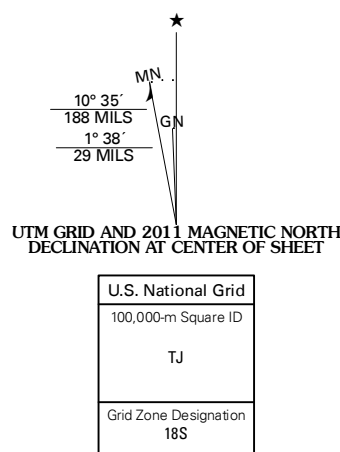 ★
MN
10° 35´
188 MILS
GN
1° 38´
29 MILS
UTM GRID AND 2011 MAGNETIC NORTH
DECLINATION AT CENTER OF SHEET
U.S. National Grid
100,000-m Square ID
TJ
Grid Zone Designation
18S